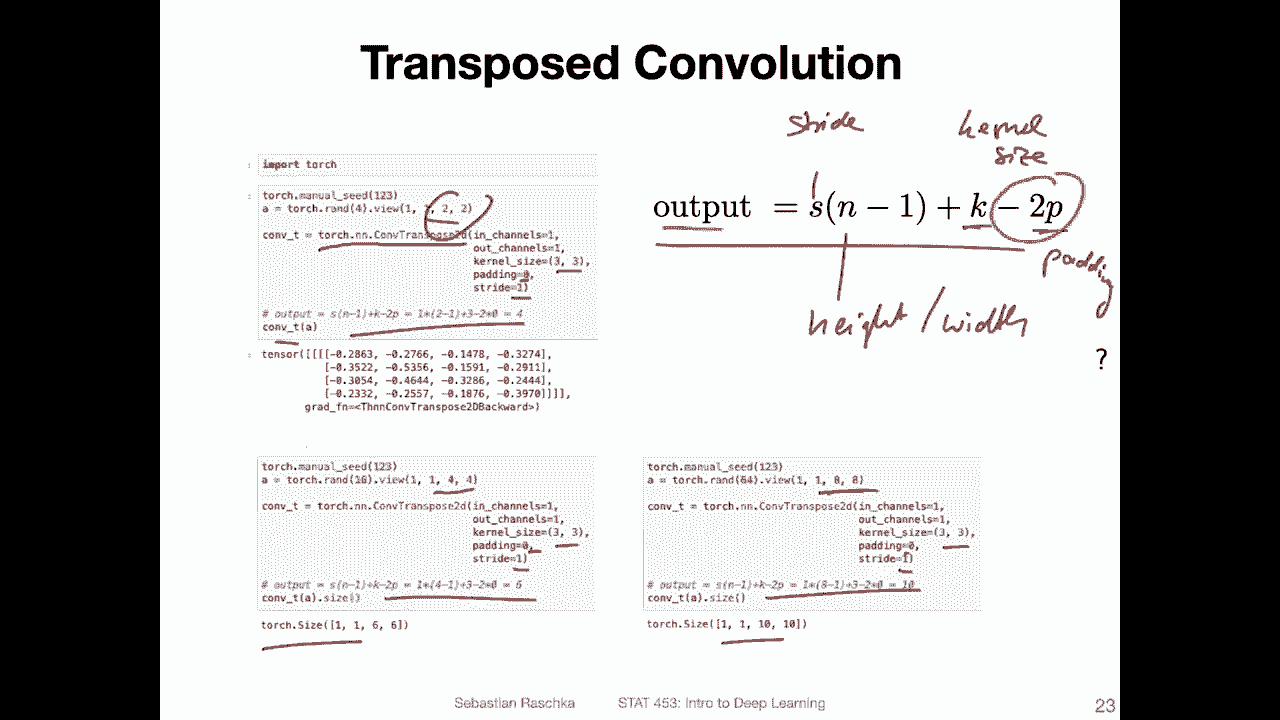 Transposed Convolution
import torch
torch.manual_seed(123)
a = torch.rand(4).view(1, 1, 2, 2)
conv_t = torch.nn.ConvTranspose2d(in_channels=1,
out_channels=1,
kernel_size=(3, 3),
padding=0,
stride=1)
# output = s(n-1)+k-2p = 1*(2-1)+3-2*0 = 4
conv_t(a)
tensor([[[[-0.2863, -0.2766, -0.1478, -0.3274],
[-0.3522, -0.5356, -0.1591, -0.2911],
[-0.3054, -0.4644, -0.3286, -0.2444],
[-0.2332, -0.2557, -0.1876, -0.3970]]]],
grad_fn=<ThnnConvTranspose2DBackward>)
stride
kernel
size
output = s(n − 1) + k − 2p
padding
height / width
?
torch.manual_seed(123)
a = torch.rand(16).view(1, 1, 4, 4)
conv_t = torch.nn.ConvTranspose2d(in_channels=1,
out_channels=1,
kernel_size=(3, 3),
padding=0,
stride=1)
# output = s(n-1)+k-2p = 1*(4-1)+3-2*0 = 6
conv_t(a).size()
torch.Size([1, 1, 6, 6])
torch.manual_seed(123)
a = torch.rand(64).view(1, 1, 8, 8)
conv_t = torch.nn.ConvTranspose2d(in_channels=1,
out_channels=1,
kernel_size=(3, 3),
padding=0,
stride=1)
# output = s(n-1)+k-2p = 1*(8-1)+3-2*0 = 10
conv_t(a).size()
torch.Size([1, 1, 10, 10])
Sebastian Raschka STAT 453: Intro to Deep Learning 23